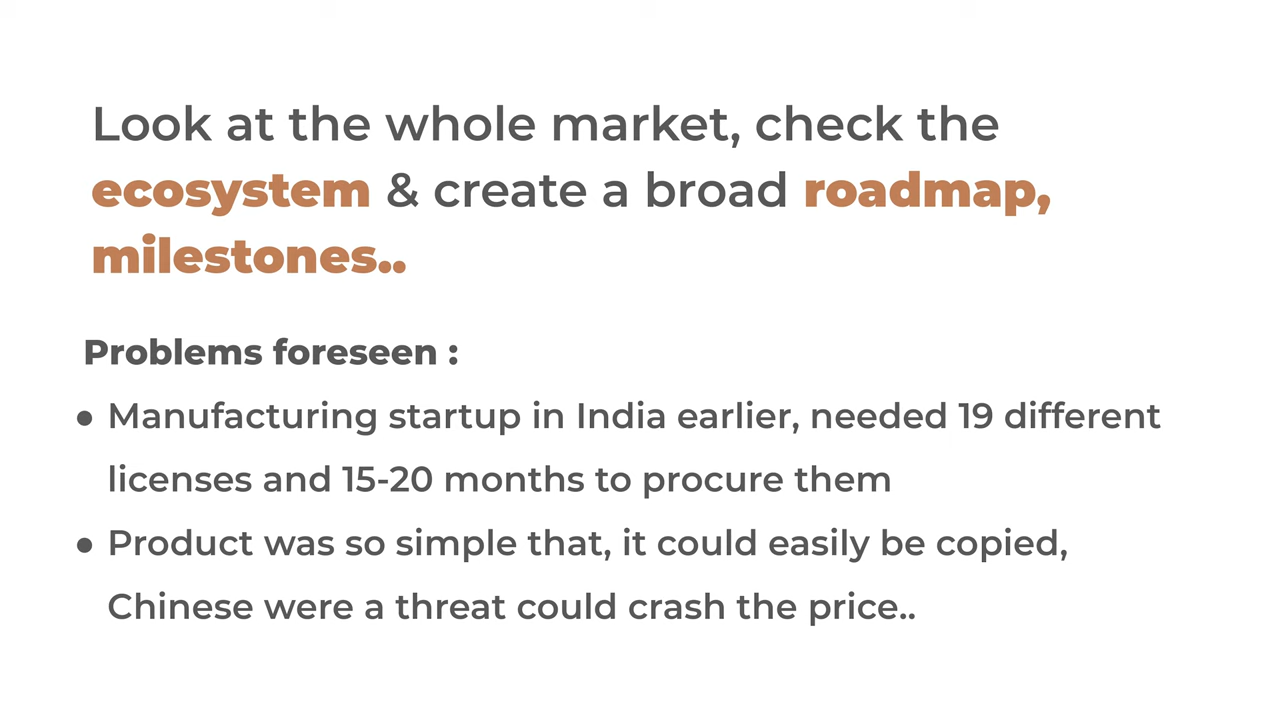 Look at the whole market, check the
ecosystem & create a broad roadmap,
milestones..
Problems foreseen :
● Manufacturing startup in India earlier, needed 19 different
licenses and 15-20 months to procure them
● Product was so simple that, it could easily be copied,
Chinese were a threat could crash the price..